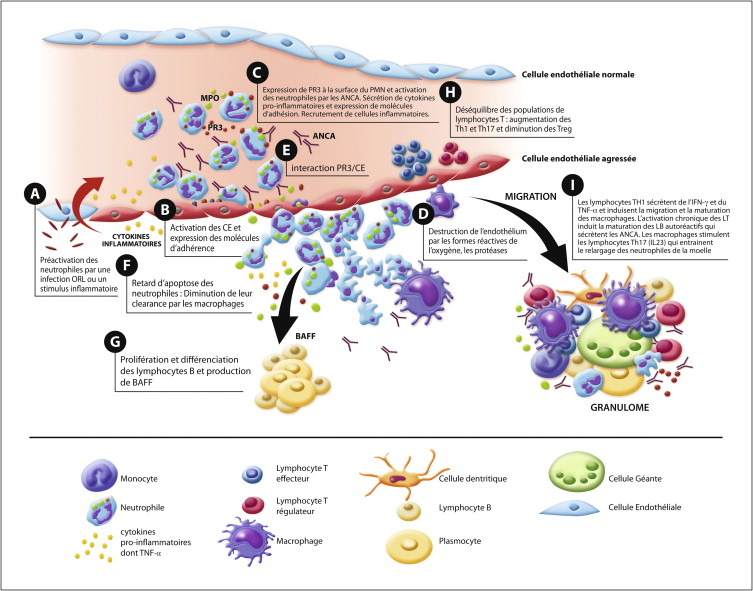 Cellule endothéliale normale
C
Expression de PR3 à la surface du PMN et activation
des neutrophiles par les ANCA. Sécrétion de cytokines
pro-inflammatoires et expression de molécules
d'adhésion. Recrutement de cellules inflammatoires.
H
Déséquilibre des populations de
lymphocytes T : augmentation des
Th1 et Th17 et diminution des Treg
MPO
PR3
ANCA
E
interaction PR3/CE
Cellule endothéliale agressée
A
Préactivation des
neutrophiles par une
infection ORL ou un
stimulus inflammatoire
CYTOKINES
INFLAMMATOIRES
B
Activation des CE et
expression des molécules
d'adhérence
MIGRATION
D
Destruction de l'endothélium
par les formes réactives de
l'oxygène, les protéases
I
Les lymphocytes TH1 sécrètent de l'IFN-γ et du
TNF-α et induisent la migration et la maturation
des macrophages. L'activation chronique des LT
induit la maturation des LB autoréactifs qui
sécrètent les ANCA. Les macrophages stimulent
les lymphocytes Th17 (IL23) qui entrainent
le relargage des neutrophiles de la moelle
F
Retard d'apoptose des
neutrophiles : Diminution de leur
clearance par les macrophages
G
Prolifération et différenciation
des lymphocytes B et production
de BAFF
BAFF
GRANULOME
Monocyte
Neutrophile
cytokines
pro-inflammatoires
dont TNF-α
Lymphocyte T
effecteur
Lymphocyte T
régulateur
Macrophage
Cellule dentritique
Lymphocyte B
Plasmocyte
Cellule Géante
Cellule Endothéliale